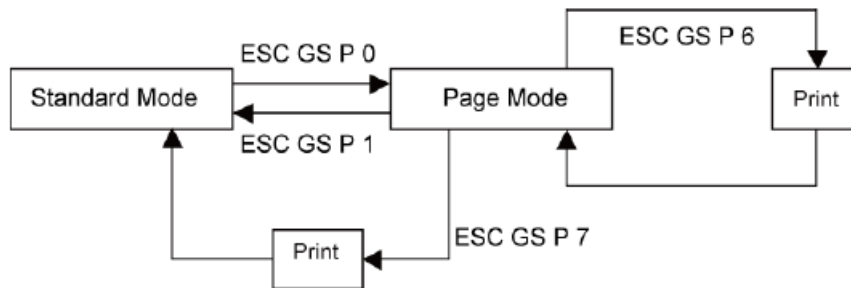 ESC GS P 0
ESC GS P 6
Standard Mode
Page Mode
Print
ESC GS P 1
Print
ESC GS P 7